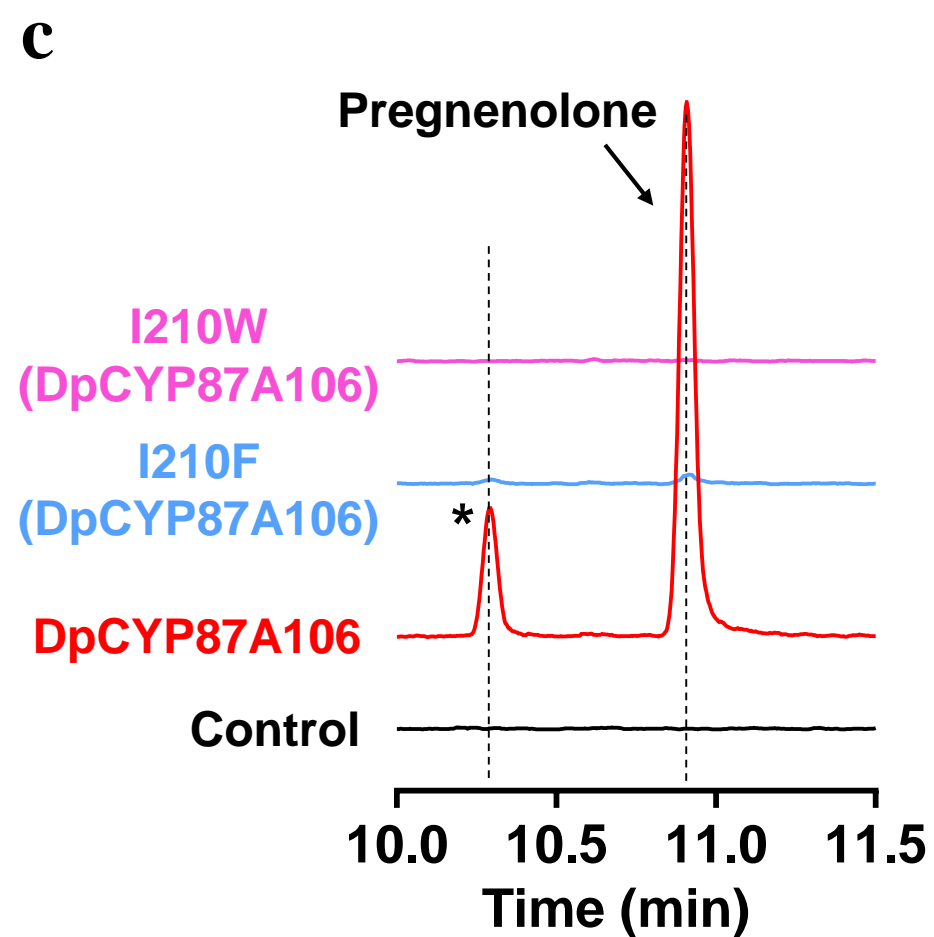 c
Pregnenolone
I210W
(DpCYP87A106)
I210F
(DpCYP87A106)
*
DpCYP87A106
Control
10.0 10.5 11.0 11.5
Time (min)